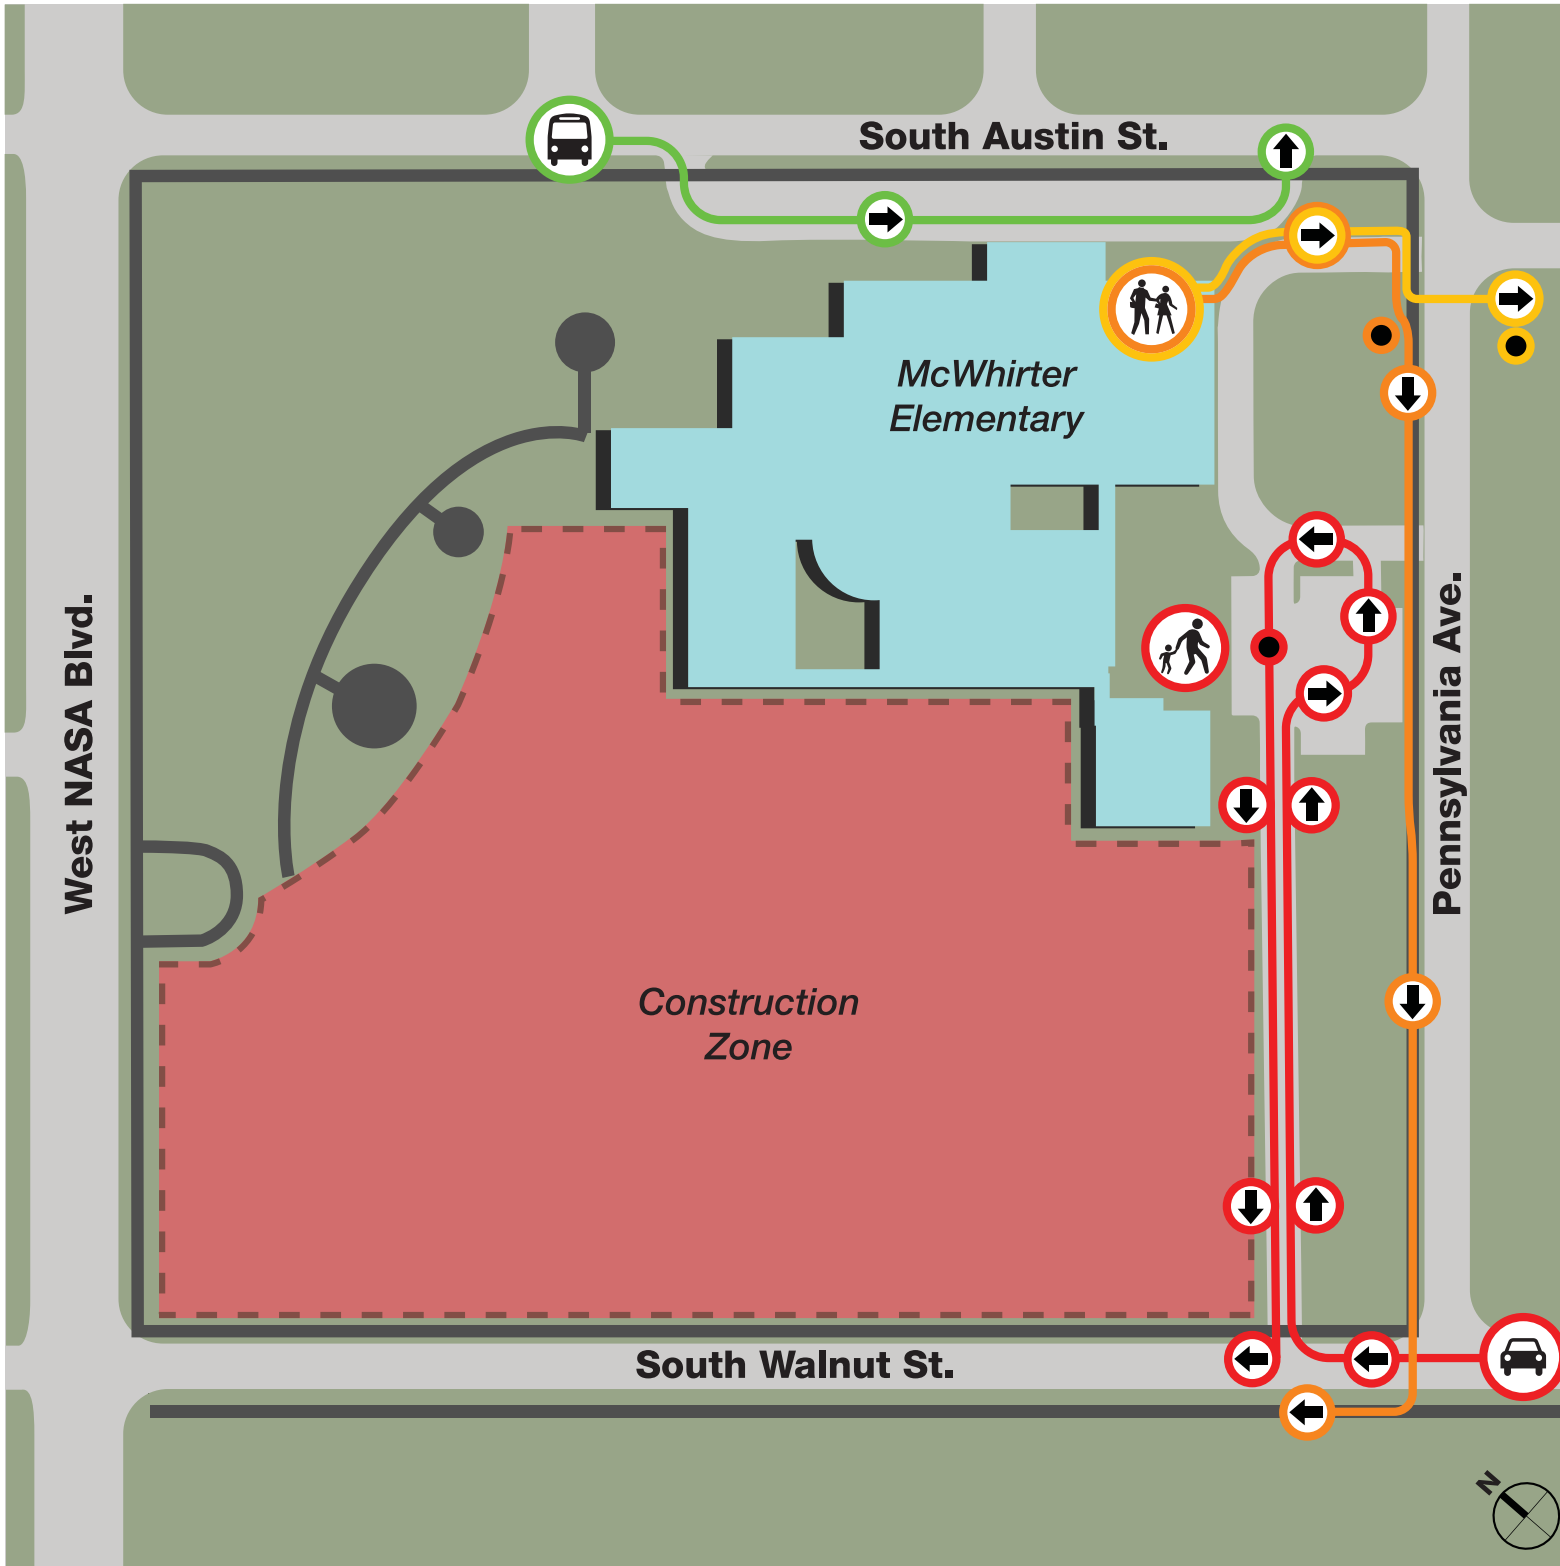 South Austin St.
McWhirter
Elementary
West NASA Blvd.
Pennsylvania Ave.
Construction
Zone
South Walnut St.
N